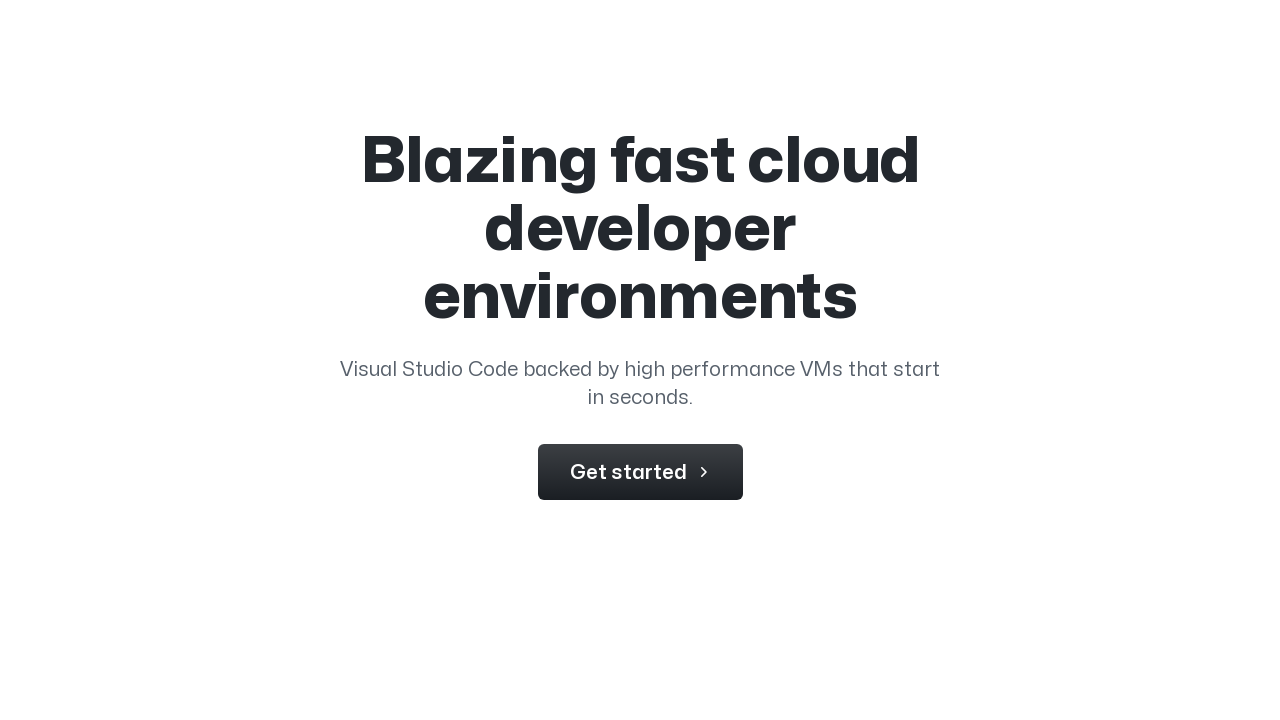 Blazing fast cloud
developer
environments
Visual Studio Code backed by high performance VMs that start
in seconds.
Get started